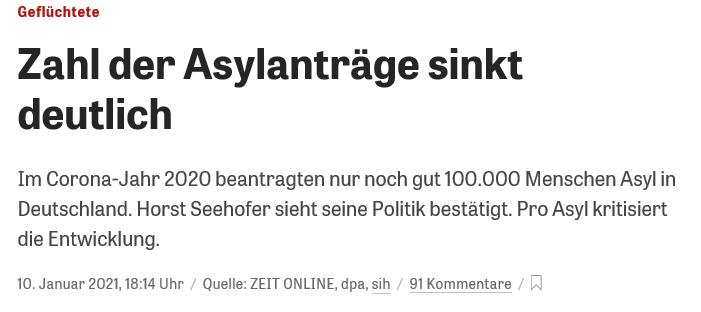 Geflüchtete
Zahl der Asylanträge sinkt
deutlich
Im Corona-Jahr 2020 beantragten nur noch gut 100.000 Menschen Asyl in
Deutschland. Horst Seehofer sieht seine Politik bestätigt. Pro Asyl kritisiert
die Entwicklung.
10. Januar 2021, 18:14 Uhr / Quelle: ZEIT ONLINE, dpa, sih / 91 Kommentare /